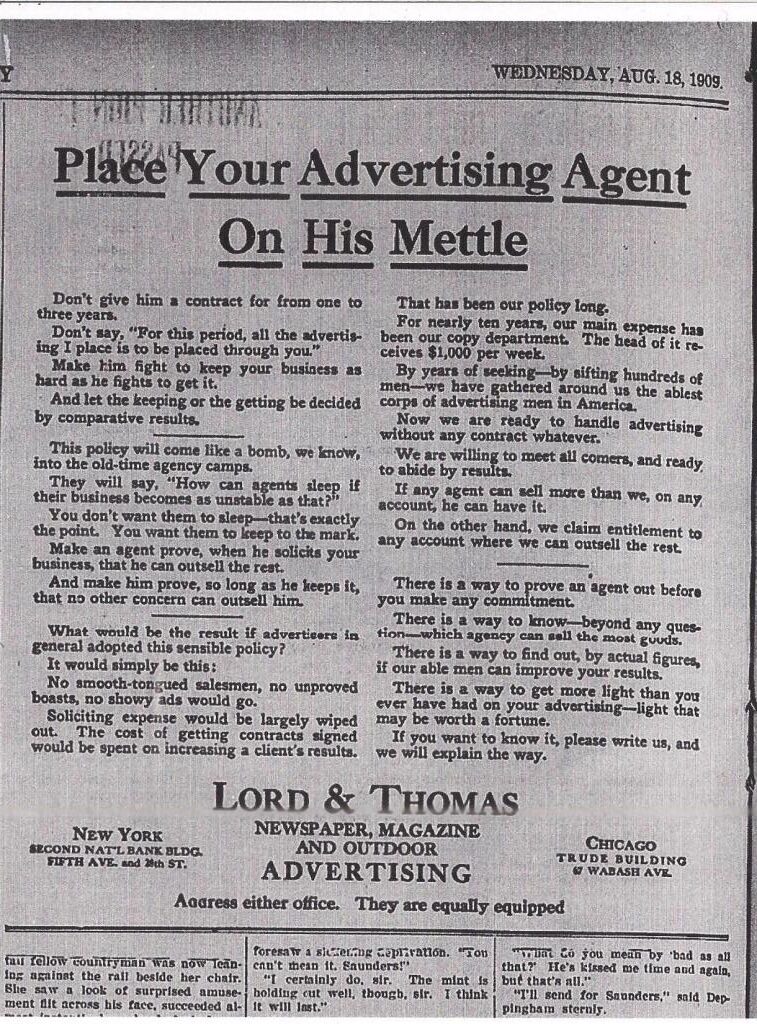 Y
WEDNESDAY, AUG. 18, 1909.
Place Your Advertising Agent
On His Mettle
Don't give him a contract for from one to
three years.
Don't say, "For this period, all the advertis-
ing I place is to be placed through you."
Make him fight to keep your business as
hard as he fights to get it.
And let the keeping or the getting be decided
by comparative results.
This policy will come like a bomb, we know,
into the old-time agency camps.
They will say, "How can agents sleep if
their business becomes as unstable as that?"
You don't want them to sleep—that's exactly
the point. You want them to keep to the mark.
Make an agent prove, when he solicits your
business, that he can outsell the rest.
And make him prove, so long as he keeps it,
that no other concern can outsell him.
What would be the result if advertisers in
general adopted this sensible policy?
It would simply be this:
No smooth-tongued salesmen, no unproved
boasts, no showy ads would go.
Soliciting expense would be largely wiped
out. The cost of getting contracts signed
would be spent on increasing a client's results.
That has been our policy long.
For nearly ten years, our main expense has
been our copy department. The head of it re-
ceives $1,000 per week.
By years of seeking—by sifting hundreds of
men—we have gathered around us the ablest
corps of advertising men in America.
Now we are ready to handle advertising
without any contract whatever.
We are willing to meet all comers, and ready
to abide by results.
If any agent can sell more than we, on any
account, he can have it.
On the other hand, we claim entitlement to
any account where we can outsell the rest.
There is a way to prove an agent out before
you make any commitment.
There is a way to know—beyond any ques-
tion—which agency can sell the most goods.
There is a way to find out, by actual figures,
if our able men can improve your results.
There is a way to get more light than you
ever have had on your advertising—light that
may be worth a fortune.
If you want to know it, please write us, and
we will explain the way.
LORD & THOMAS
NEW YORK
SECOND NAT'L BANK BLDG.
FIFTH AVE. and 28th ST.
NEWSPAPER, MAGAZINE
AND OUTDOOR
ADVERTISING
CHICAGO
TRUDE BUILDING
67 WABASH AVE.
Address either office. They are equally equipped
fellow countryman was now lean-
ing against the rail beside her chair.
She saw a look of surprised amuse-
ment flit across his face, succeeded al-
foresaw a sickening deprivation. "You
can't mean it, Saunders!"
"I certainly do, sir. The mint is
holding out well, though, sir. I think
it will last."
"What do you mean by 'bad as all
that?' He's kissed me time and again,
but that's all."
"I'll send for Saunders," said Dep-
pingham sternly.